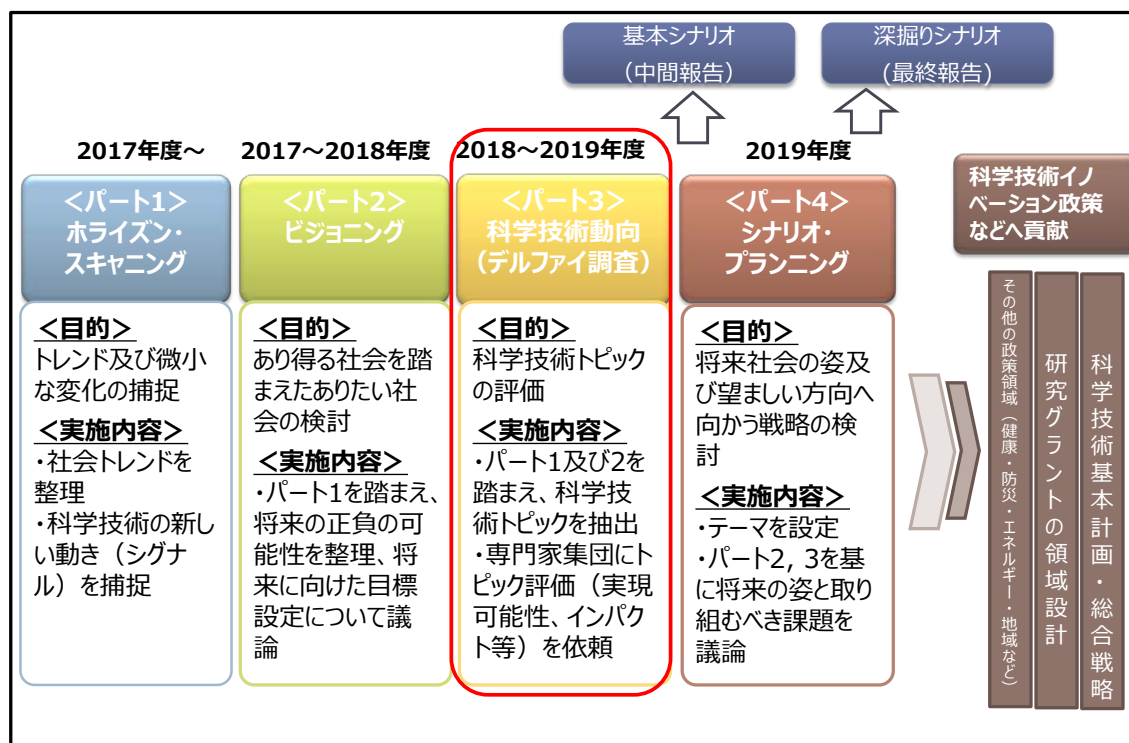 基本シナリオ
(中間報告)
深掘りシナリオ
(最終報告)
2017年度～
＜パート1＞
ホライズン・
スキャニング
＜目的＞
トレンド及び微小
な変化の捕捉
＜実施内容＞
・社会トレンドを
整理
・科学技術の新し
い動き（シグナ
ル）を捕捉
2017～2018年度
＜パート2＞
ビジョニング
＜目的＞
あり得る社会を踏
まえたありたい社
会の検討
＜実施内容＞
・パート1を踏まえ、
将来の正負の可
能性を整理、将
来に向けた目標
設定について議
論
2018～2019年度
＜パート3＞
科学技術動向
（デルファイ調査）
＜目的＞
科学技術トピック
の評価
＜実施内容＞
・パート1及び2を
踏まえ、科学技
術トピックを抽出
・専門家集団にト
ピック評価（実現
可能性、インパク
ト等）を依頼
2019年度
＜パート4＞
シナリオ・
プランニング
＜目的＞
将来社会の姿及
び望ましい方向へ
向かう戦略の検
討
＜実施内容＞
・テーマを設定
・パート2, 3を基
に将来の姿と取り
組むべき課題を
議論
科学技術イノ
ベーション政策
などへ貢献
科学技術基本計画・総合戦略
研究グラントの領域設計
その他の政策領域（健康・防災・エネルギー・地域など）